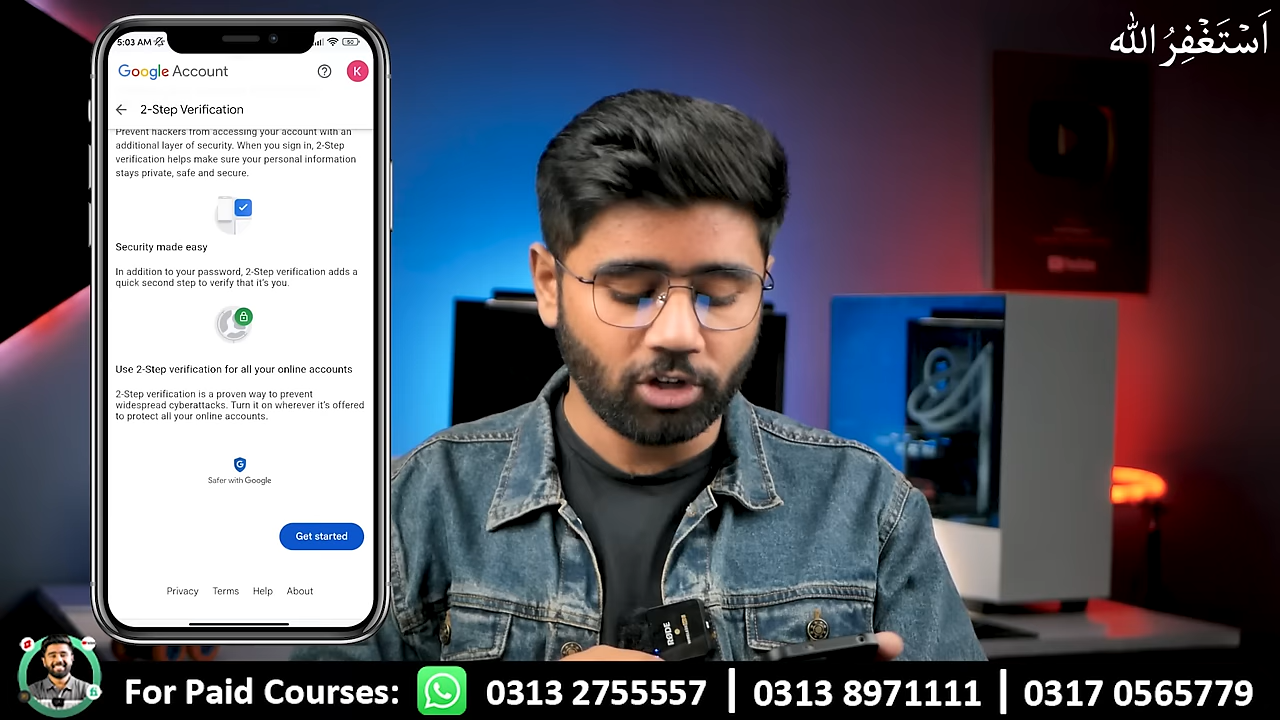 5:03 AM
50
Google Account
K
2-Step Verification
Prevent hackers from accessing your account with an
additional layer of security. When you sign in, 2-Step
verification helps make sure your personal information
stays private, safe and secure.
Security made easy
In addition to your password, 2-Step verification adds a
quick second step to verify that it's you.
Use 2-Step verification for all your online accounts
2-Step verification is a proven way to prevent
widespread cyberattacks. Turn it on wherever it's offered
to protect all your online accounts.
G
Safer with Google
Get started
Privacy Terms Help About
اَسْتَغْفِرُ اللّٰه
RØDE
For Paid Courses: 0313 2755557 | 0313 8971111 | 0317 0565779